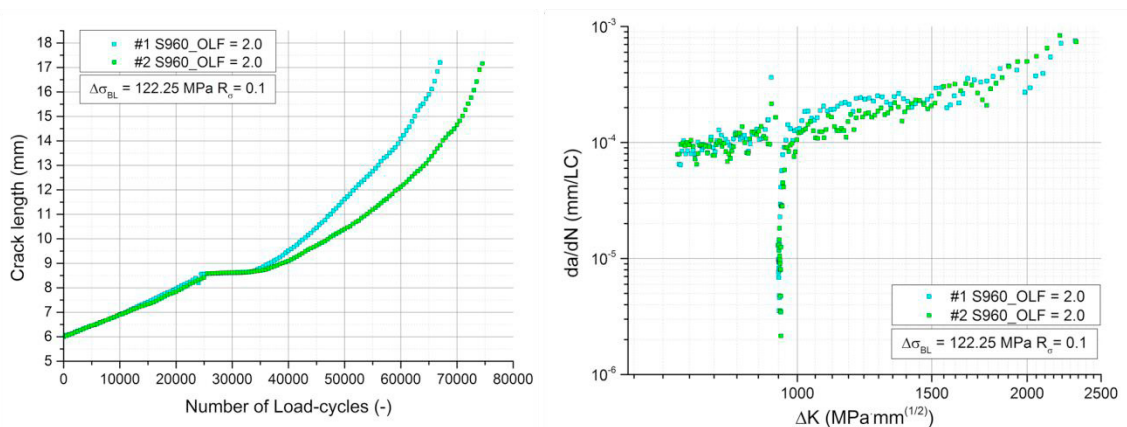 #1 S960_OLF = 2.0
#2 S960_OLF = 2.0
Δσ_BL = 122.25 MPa R_σ = 0.1
18
17
16
15
14
13
12
11
10
9
8
7
6
5
Crack length (mm)
0 10000 20000 30000 40000 50000 60000 70000 80000
Number of Load-cycles (-)
10⁻³
10⁻⁴
10⁻⁵
10⁻⁶
da/dN (mm/LC)
#1 S960_OLF = 2.0
#2 S960_OLF = 2.0
Δσ_BL = 122.25 MPa R_σ = 0.1
1000 1500 2000 2500
ΔK (MPa·mm^(1/2))